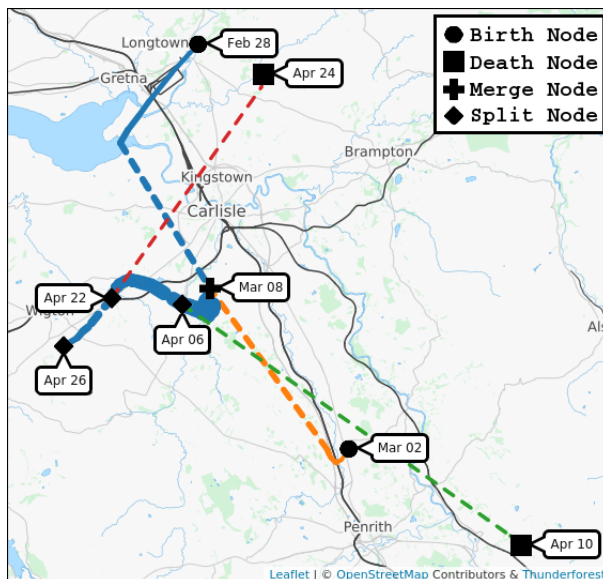 Longtown
Feb 28
Gretna
Apr 24
Birth Node
Death Node
Merge Node
Split Node
Brampton
Kingstown
Carlisle
Apr 22
Wigton
Mar 08
Apr 06
Als
Apr 26
Mar 02
Penrith
Apr 10
Leaflet | © OpenStreetMap Contributors & Thunderforest